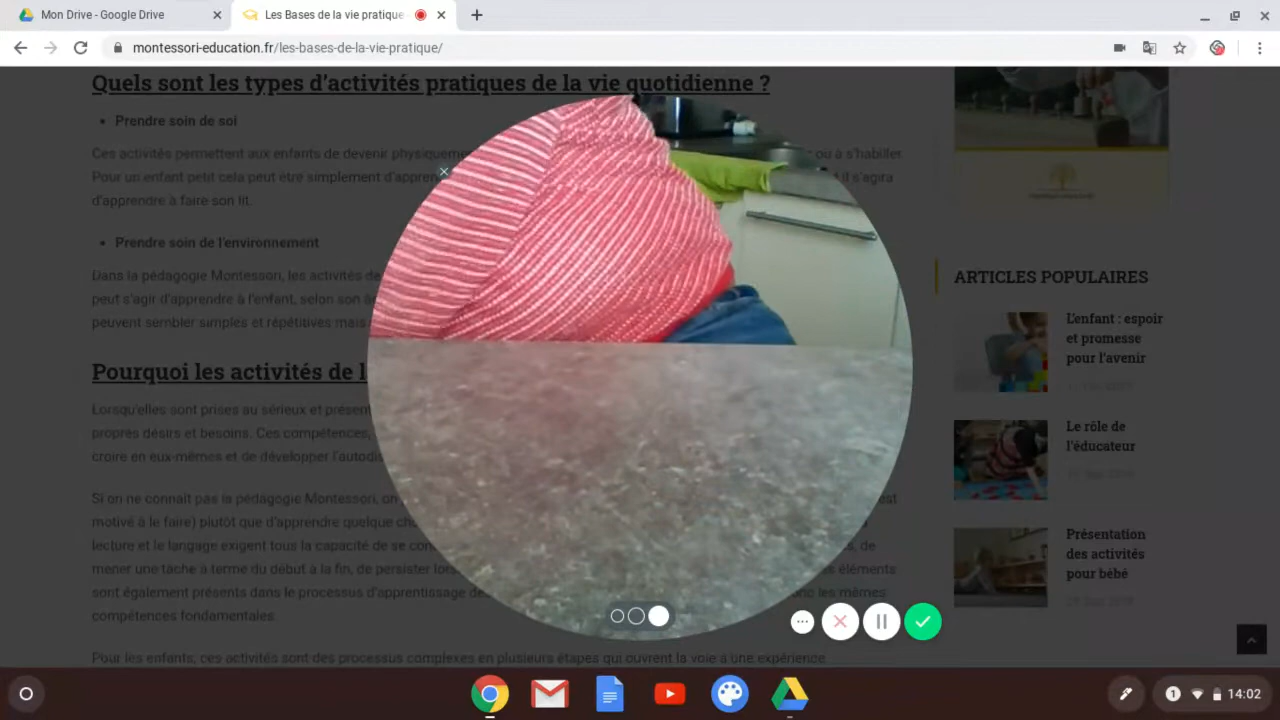 Mon Drive - Google Drive
Les Bases de la vie pratique
montessori-education.fr/les-bases-de-la-vie-pratique/
Quels sont les types d'activités pratiques de la vie quotidienne ?
• Prendre soin de soi
Ces activités permettent aux enfants de devenir ou à s'habiller.
Pour un enfant petit cela peut être simplement il s'agira
d'apprendre à faire son lit.
• Prendre soin de l'environnement
Dans la pédagogie Montessori, les activités de
peut s'agir d'apprendre à l'enfant, selon son
peuvent sembler simples et répétitives mais
Pourquoi les activités de
Lorsqu'elles sont prises au sérieux et
propres désirs et besoins. Ces compétences,
croire en eux-mêmes et de développer
Si on ne connaît pas la pédagogie Montessori, on est
motivé à le faire) plutôt que d'apprendre quelque
lecture et le langage exigent tous la capacité de se de
mener une tâche à terme du début à la fin, de persister éléments
sont également présents dans le processus d'apprentissage les mêmes
compétences fondamentales.
Pour les enfants, ces activités sont des processus complexes en plusieurs étapes qui ouvrent la voie à une expérience
ARTICLES POPULAIRES
L'enfant : espoir
et promesse
pour l'avenir
Le rôle de
l'éducateur
Présentation
des activités
pour bébé
1
14:02